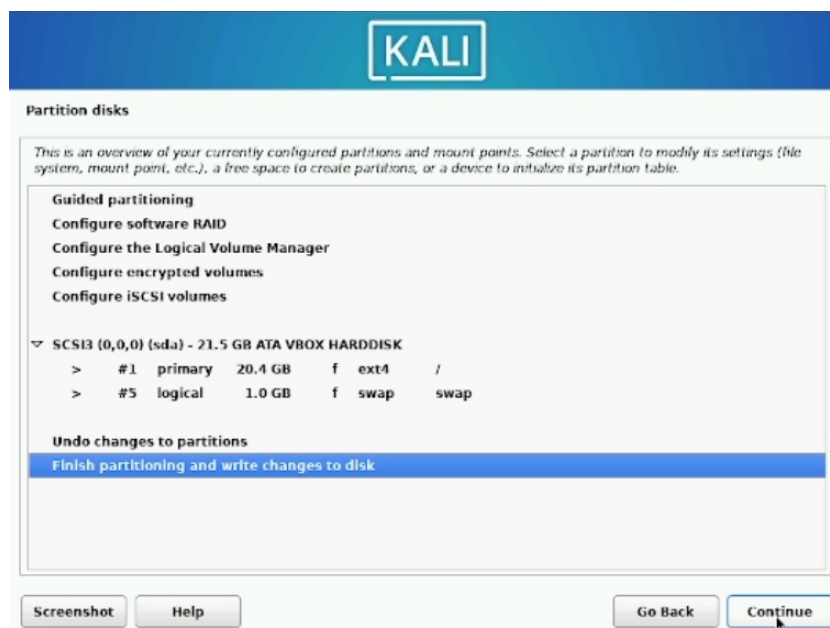 KALI
Partition disks
This is an overview of your currently configured partitions and mount points. Select a partition to modify its settings (file
system, mount point, etc.), a free space to create partitions, or a device to initialize its partition table.
Guided partitioning
Configure software RAID
Configure the Logical Volume Manager
Configure encrypted volumes
Configure iSCSI volumes
SCSI3 (0,0,0) (sda) - 21.5 GB ATA VBOX HARDDISK
> #1 primary 20.4 GB f ext4 /
> #5 logical 1.0 GB f swap swap
Undo changes to partitions
Finish partitioning and write changes to disk
Screenshot Help Go Back Continue